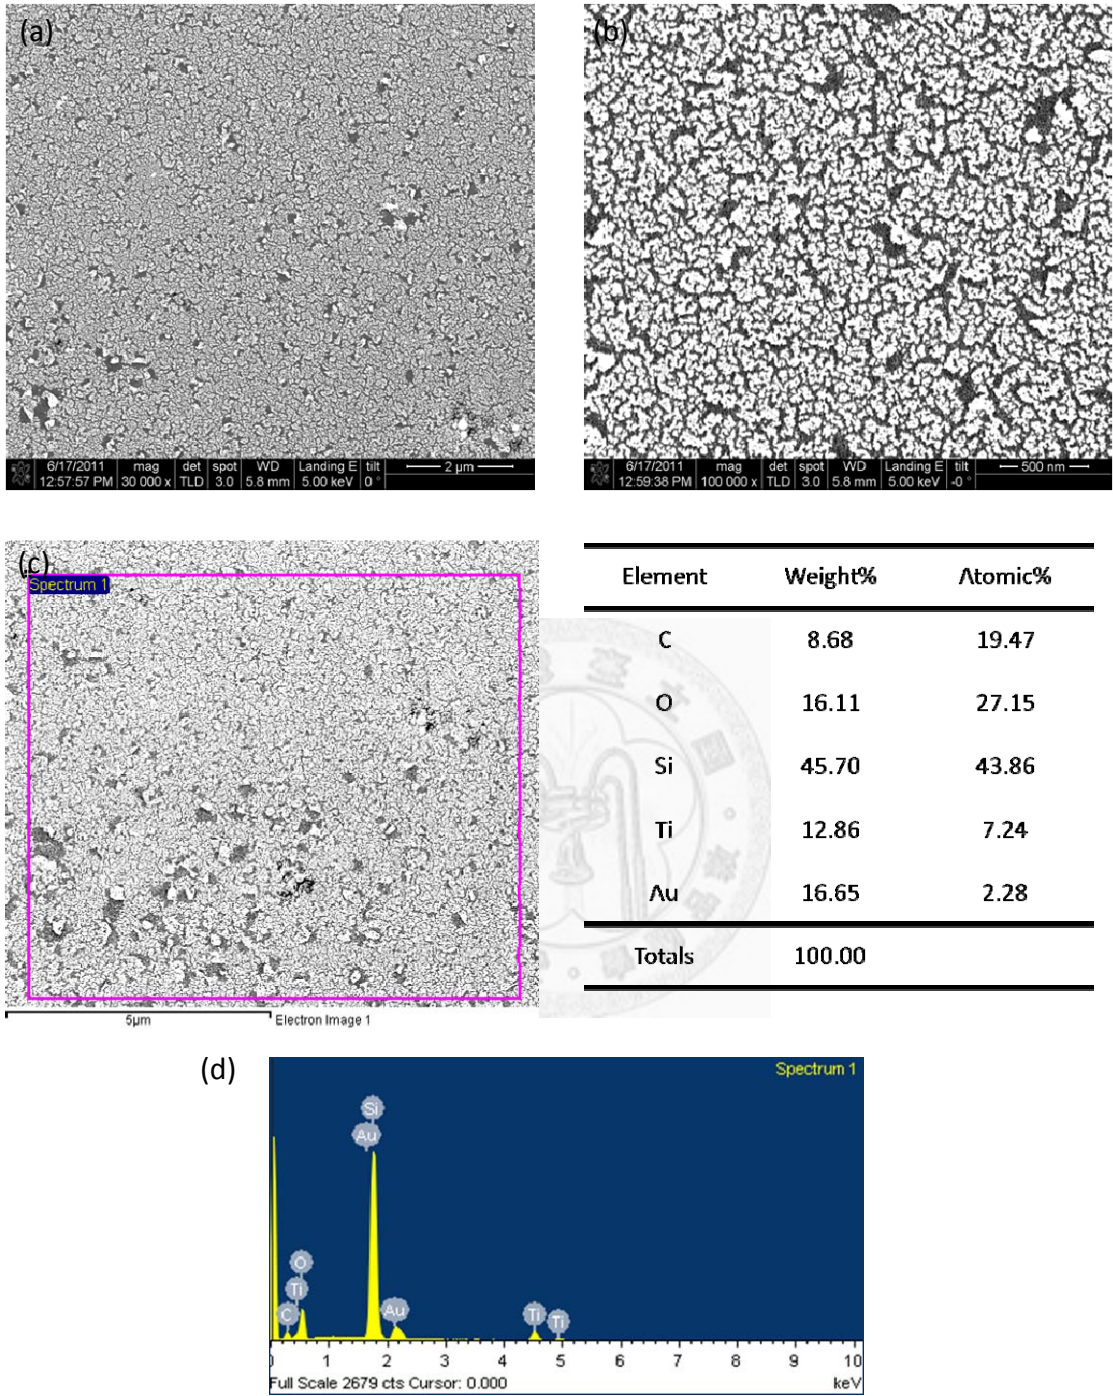 (a)
6/17/2011 mag det spot WD Landing E tilt 2 µm
12:57:57 PM 30 000 x TLD 3.0 5.8 mm 5.00 keV 0 °
(b)
6/17/2011 mag det spot WD Landing E tilt 500 nm
12:59:38 PM 100 000 x TLD 3.0 5.8 mm 5.00 keV -0 °
(c)
Spectrum 1
5µm Electron Image 1
Element Weight% Atomic%
C 8.68 19.47
O 16.11 27.15
Si 45.70 43.86
Ti 12.86 7.24
Au 16.65 2.28
Totals 100.00
(d)
Spectrum 1
Si
Au
O
Ti
C
Au
Ti
Ti
0 1 2 3 4 5 6 7 8 9 10
Full Scale 2679 cts Cursor: 0.000 keV